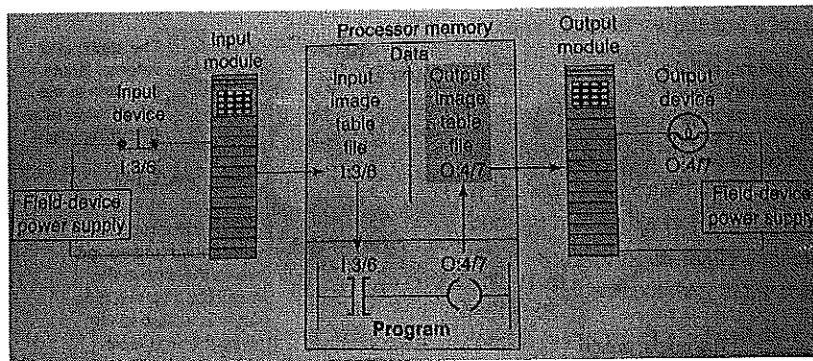 Input
module
Processor memory
Data
Output
module
Input
device
I:3/6
Input
image
table
file
I:3/6
Output
image
table
file
O:4/7
Output
device
O:4/7
Field-device
power supply
Field-device
power supply
I:3/6
O:4/7
Program